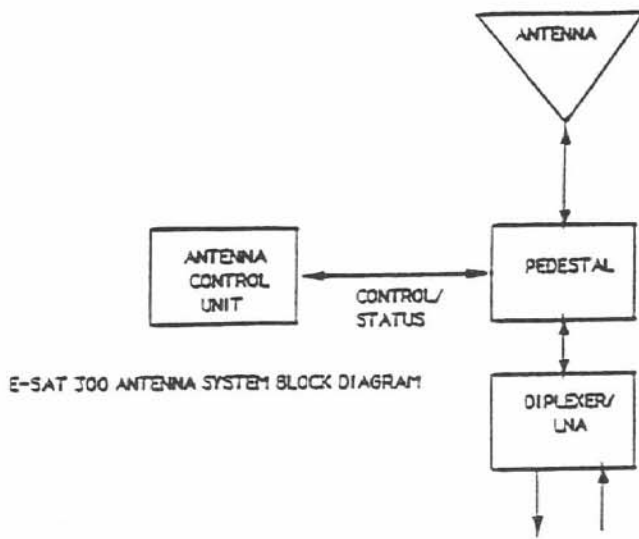 ANTENNA
ANTENNA
CONTROL
UNIT
CONTROL/
STATUS
PEDESTAL
E-SAT 300 ANTENNA SYSTEM BLOCK DIAGRAM
DIPLEXER/
LNA